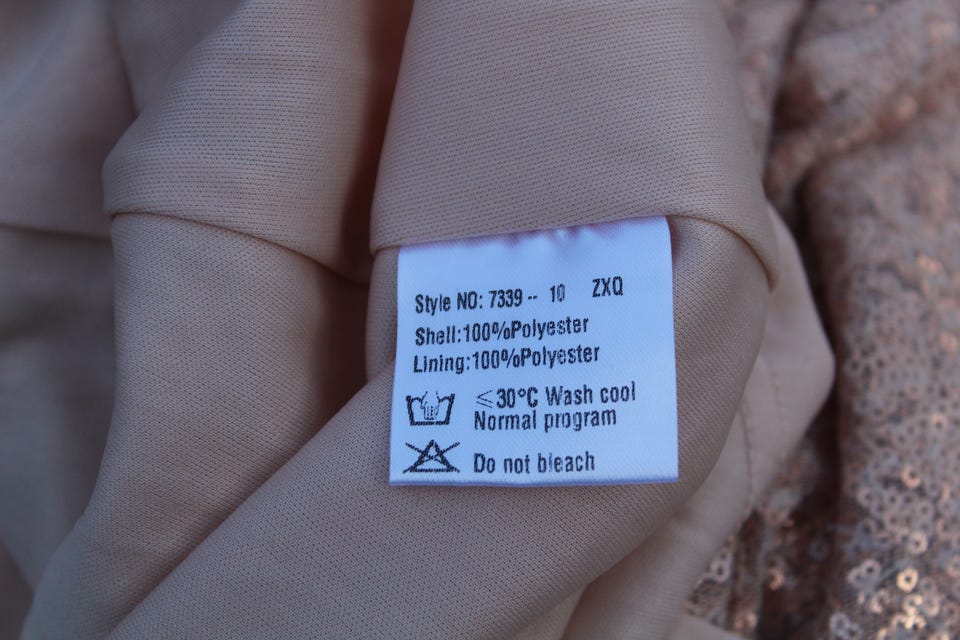 Style NO: 7339 -- 10 ZXQ
Shell:100%Polyester
Lining:100%Polyester
≤30°C Wash cool
Normal program
Do not bleach